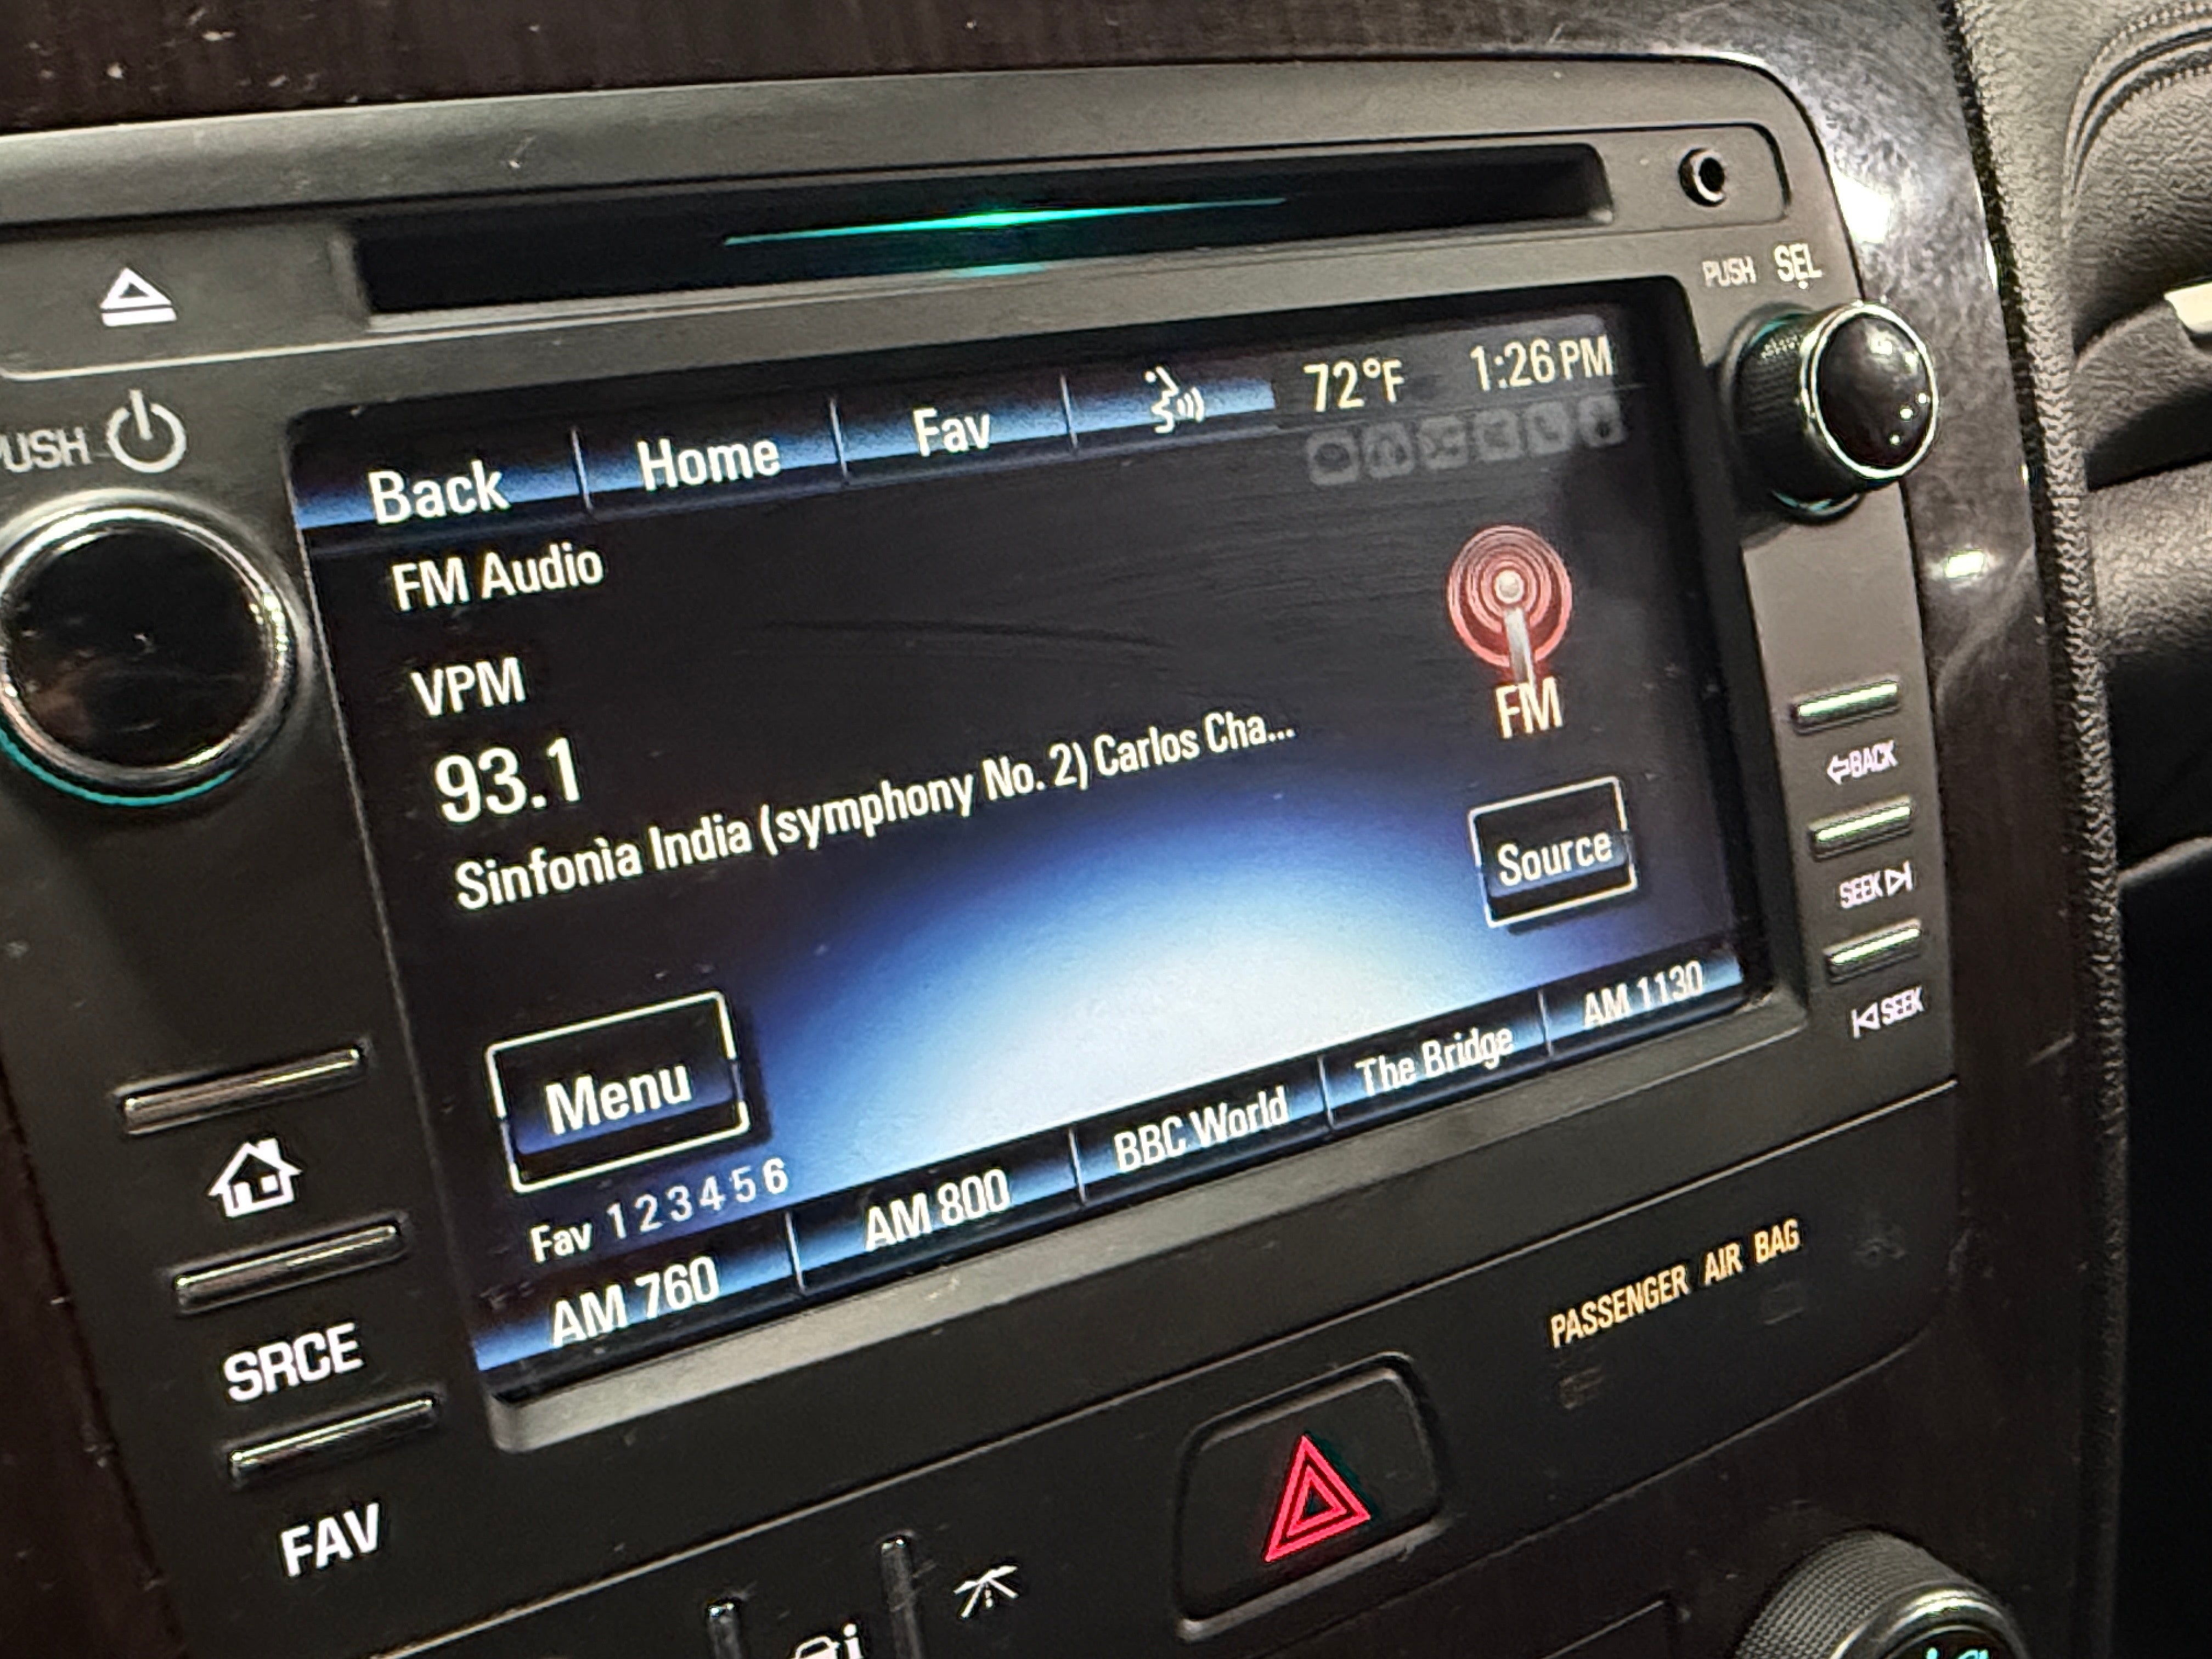 PUSH SEL
PUSH
Back Home Fav 72°F 1:26 PM
FM Audio
VPM
93.1
Sinfonia India (symphony No. 2) Carlos Cha...
FM
Source
BACK
SEEK
SEEK
Menu
Fav 1 2 3 4 5 6
AM 760 AM 800 BBC World The Bridge AM 1130
SRCE
FAV
PASSENGER AIR BAG
i